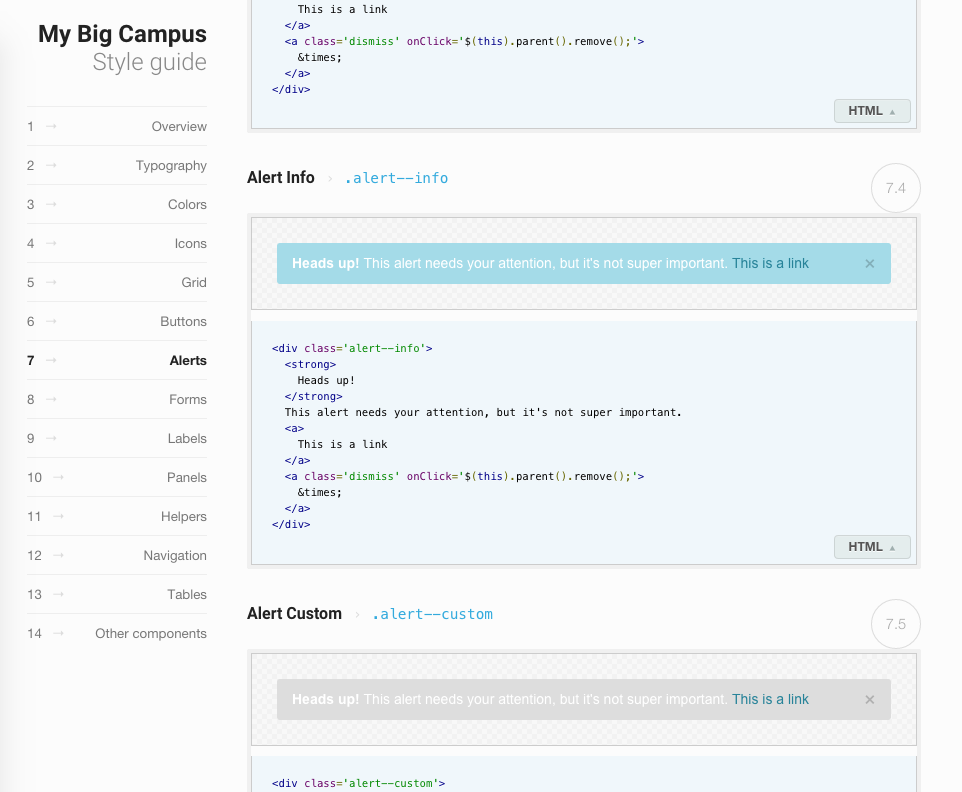 My Big Campus
Style guide
1 → Overview
2 → Typography
3 → Colors
4 → Icons
5 → Grid
6 → Buttons
7 → Alerts
8 → Forms
9 → Labels
10 → Panels
11 → Helpers
12 → Navigation
13 → Tables
14 → Other components
This is a link
</a>
<a class='dismiss' onClick='$(this).parent().remove();'>
&times;
</a>
</div>
HTML ▲
Alert Info › .alert--info
7.4
Heads up! This alert needs your attention, but it's not super important. This is a link ×
<div class='alert--info'>
<strong>
Heads up!
</strong>
This alert needs your attention, but it's not super important.
<a>
This is a link
</a>
<a class='dismiss' onClick='$(this).parent().remove();'>
&times;
</a>
</div>
HTML ▲
Alert Custom › .alert--custom
7.5
Heads up! This alert needs your attention, but it's not super important. This is a link ×
<div class='alert--custom'>